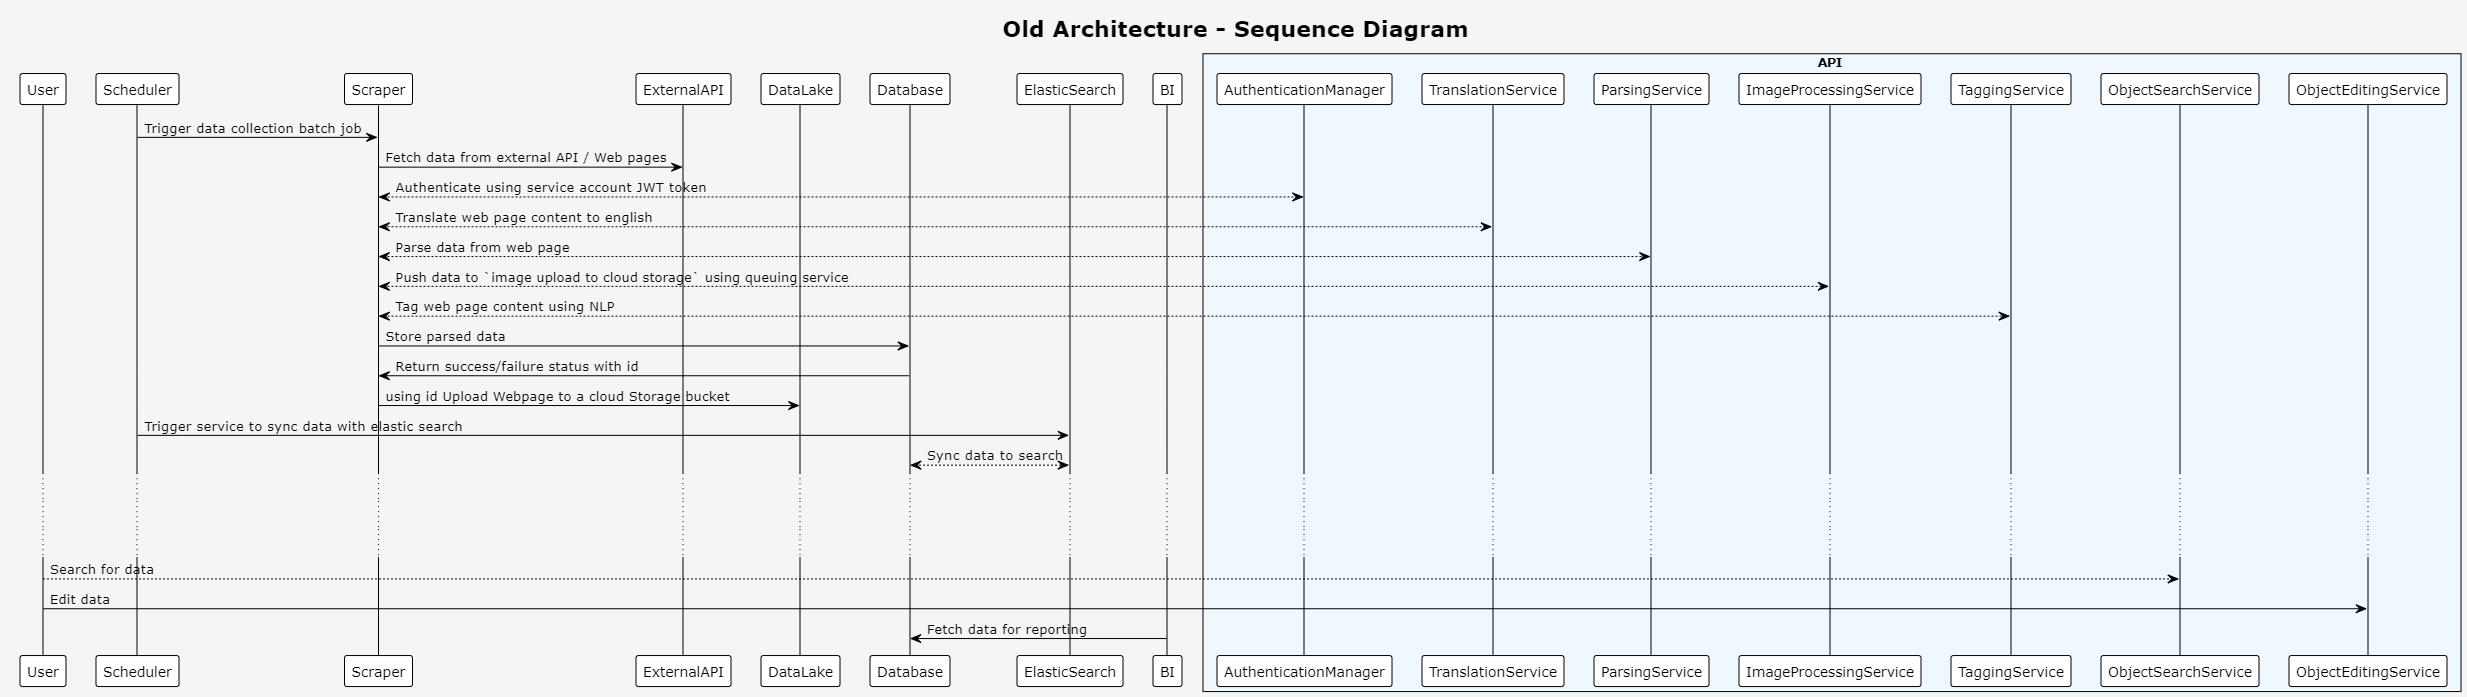 Old Architecture - Sequence Diagram
API
User Scheduler Scraper ExternalAPI DataLake Database ElasticSearch BI AuthenticationManager TranslationService ParsingService ImageProcessingService TaggingService ObjectSearchService ObjectEditingService
Trigger data collection batch job
Fetch data from external API / Web pages
Authenticate using service account JWT token
Translate web page content to english
Parse data from web page
Push data to `image upload to cloud storage` using queuing service
Tag web page content using NLP
Store parsed data
Return success/failure status with id
using id Upload Webpage to a cloud Storage bucket
Trigger service to sync data with elastic search
Sync data to search
Search for data
Edit data
Fetch data for reporting
User Scheduler Scraper ExternalAPI DataLake Database ElasticSearch BI AuthenticationManager TranslationService ParsingService ImageProcessingService TaggingService ObjectSearchService ObjectEditingService